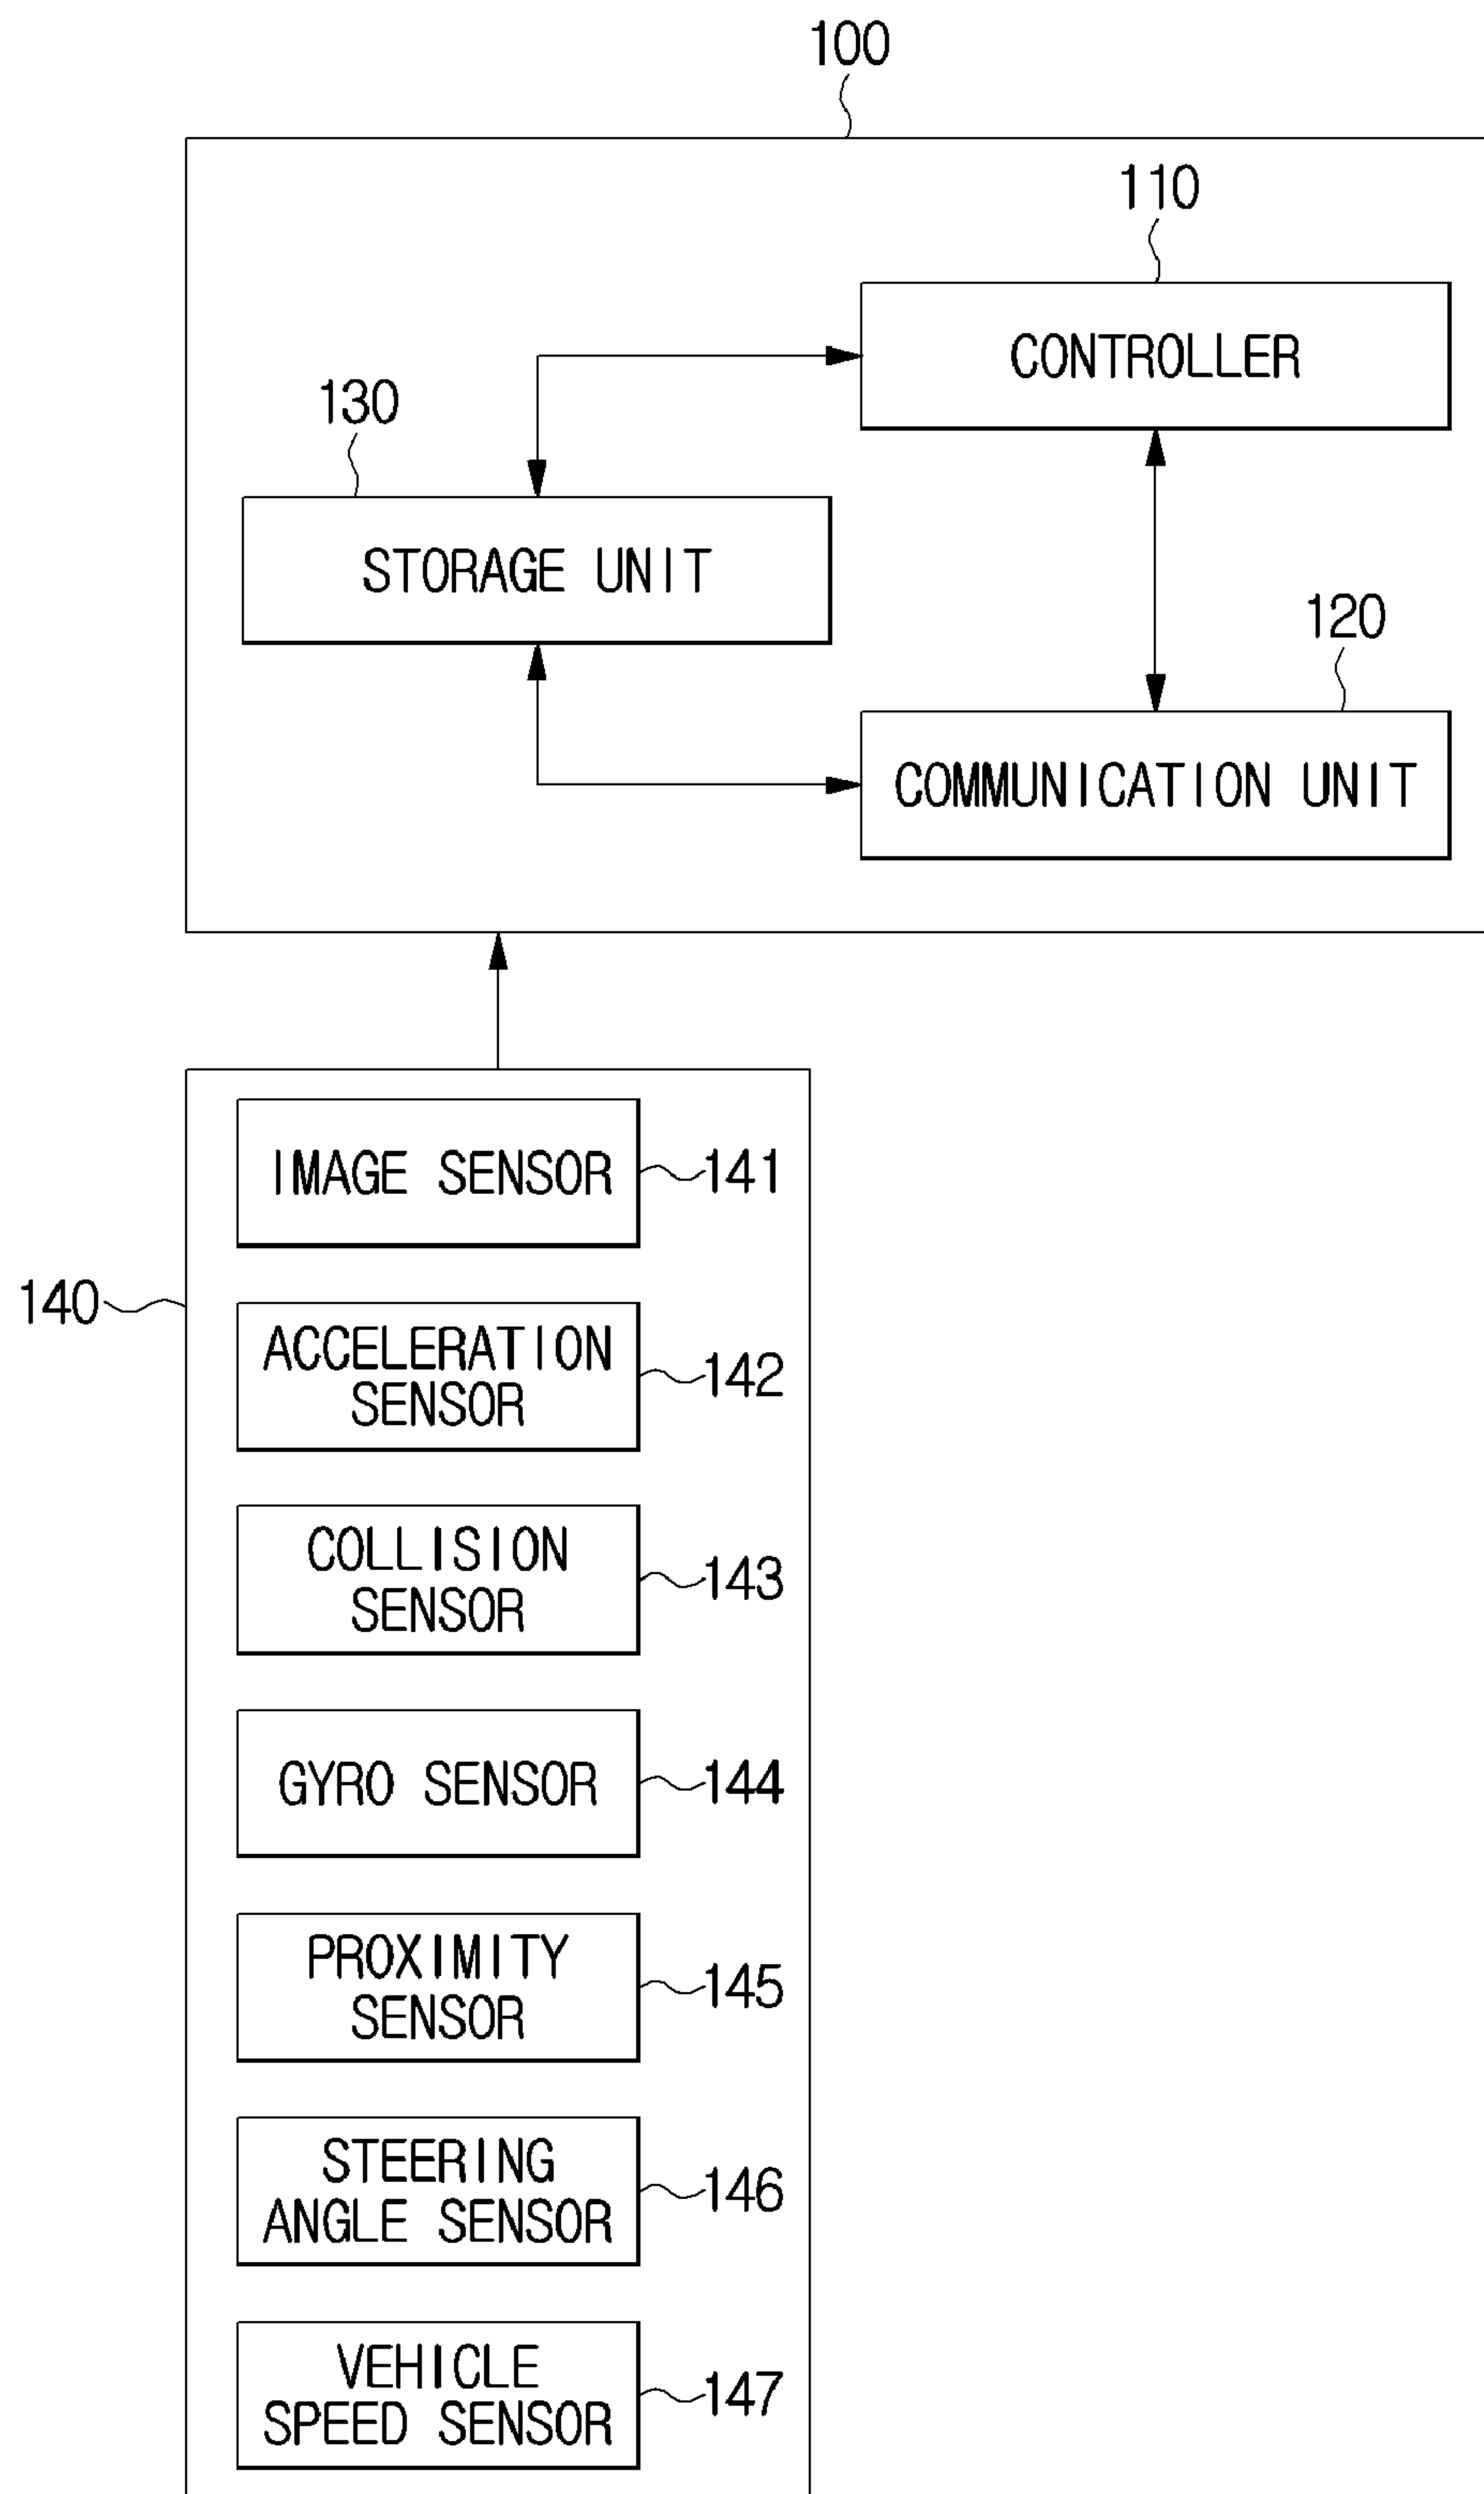 100
110
CONTROLLER
130
STORAGE UNIT
120
COMMUNICATION UNIT
IMAGE SENSOR
141
140
ACCELERATION
SENSOR
142
COLLISION
SENSOR
143
GYRO SENSOR
144
PROXIMITY
SENSOR
145
STEERING
ANGLE SENSOR
146
VEHICLE
SPEED SENSOR
147